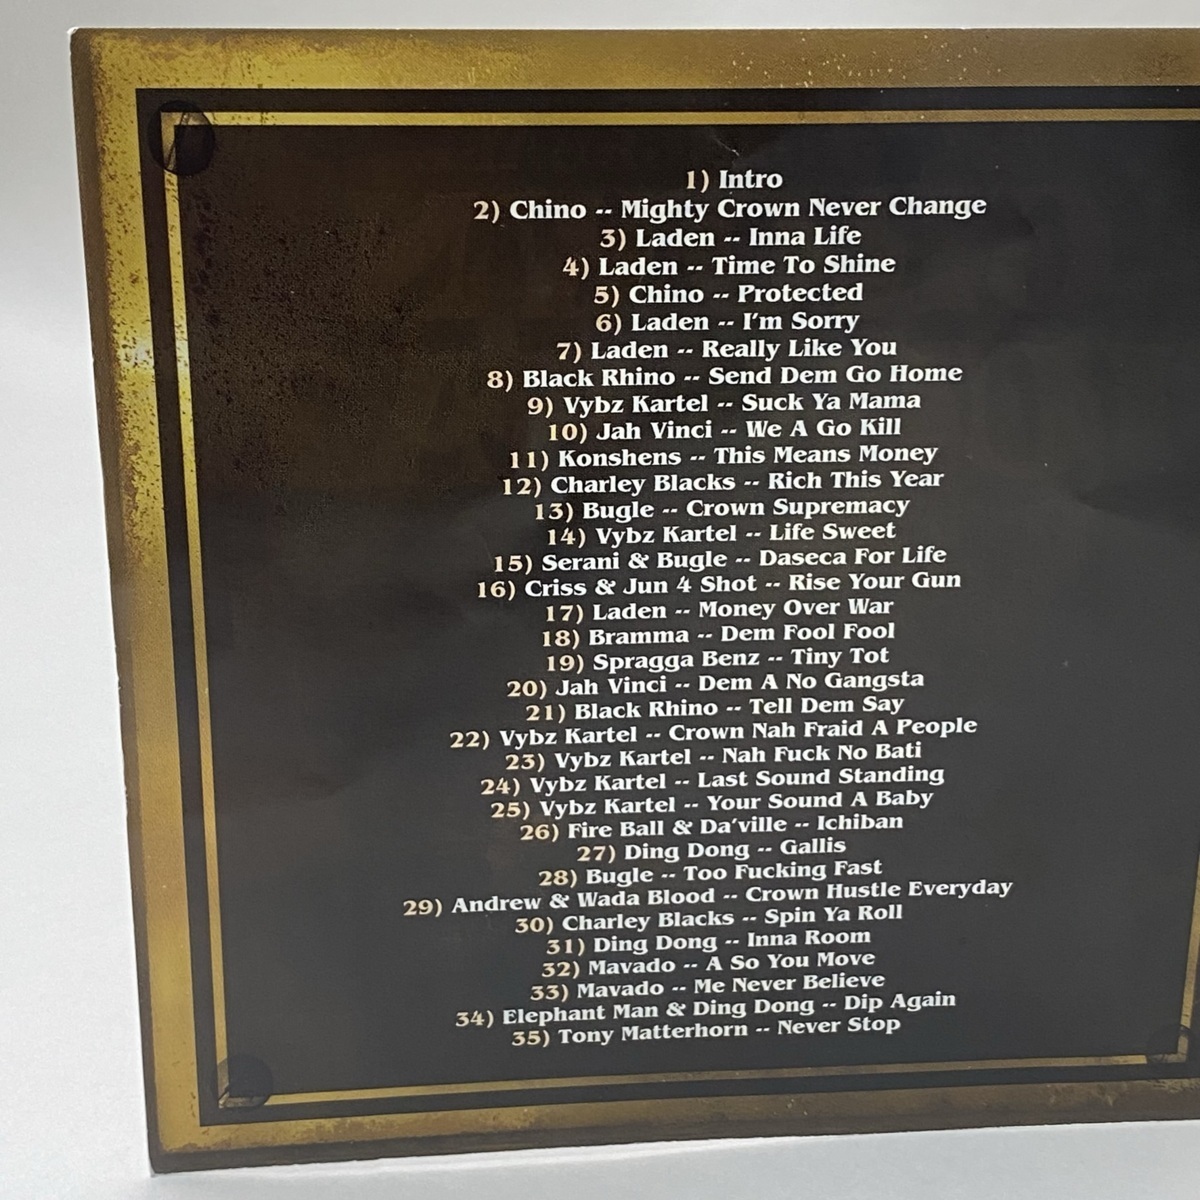 1) Intro
2) Chino -- Mighty Crown Never Change
3) Laden -- Inna Life
4) Laden -- Time To Shine
5) Chino -- Protected
6) Laden -- I'm Sorry
7) Laden -- Really Like You
8) Black Rhino -- Send Dem Go Home
9) Vybz Kartel -- Suck Ya Mama
10) Jah Vinci -- We A Go Kill
11) Konshens -- This Means Money
12) Charley Blacks -- Rich This Year
13) Bugle -- Crown Supremacy
14) Vybz Kartel -- Life Sweet
15) Serani & Bugle -- Daseca For Life
16) Criss & Jun 4 Shot -- Rise Your Gun
17) Laden -- Money Over War
18) Bramma -- Dem Fool Fool
19) Spragga Benz -- Tiny Tot
20) Jah Vinci -- Dem A No Gangsta
21) Black Rhino -- Tell Dem Say
22) Vybz Kartel -- Crown Nah Fraid A People
23) Vybz Kartel -- Nah Fuck No Bati
24) Vybz Kartel -- Last Sound Standing
25) Vybz Kartel -- Your Sound A Baby
26) Fire Ball & Da'ville -- Ichiban
27) Ding Dong -- Gallis
28) Bugle -- Too Fucking Fast
29) Andrew & Wada Blood -- Crown Hustle Everyday
30) Charley Blacks -- Spin Ya Roll
31) Ding Dong -- Inna Room
32) Mavado -- A So You Move
33) Mavado -- Me Never Believe
34) Elephant Man & Ding Dong -- Dip Again
35) Tony Matterhorn -- Never Stop